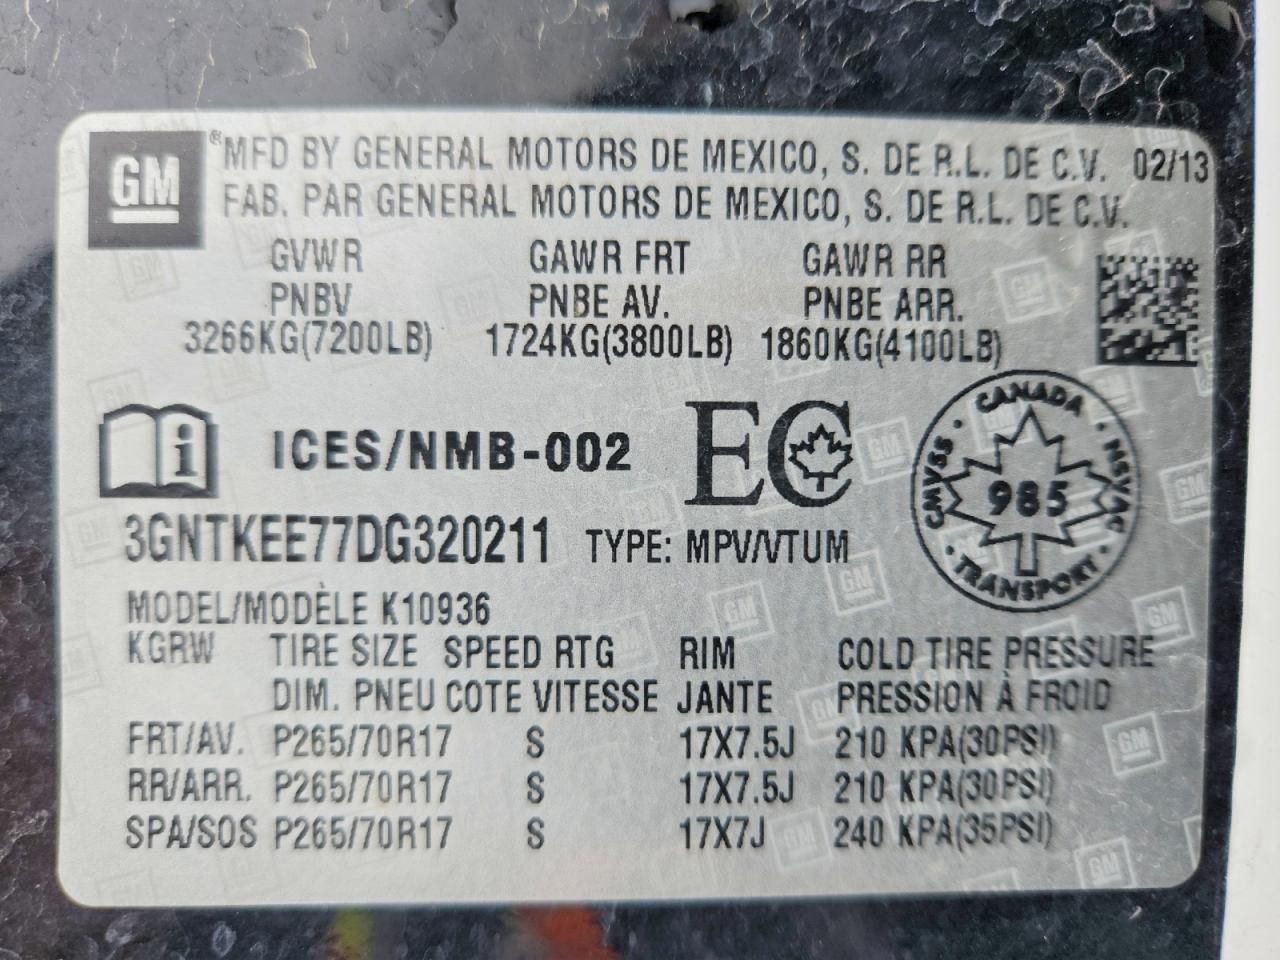 GM ® MFD BY GENERAL MOTORS DE MEXICO, S. DE R.L. DE C.V. 02/13
FAB. PAR GENERAL MOTORS DE MEXICO, S. DE R.L. DE C.V.
GVWR GAWR FRT GAWR RR
PNBV PNBE AV. PNBE ARR.
3266KG(7200LB) 1724KG(3800LB) 1860KG(4100LB)
i ICES/NMB-002 EC
CANADA
CMVSS · 985 · NSVAC
TRANSPORT
3GNTKEE77DG320211 TYPE: MPV/VTUM
MODEL/MODÈLE K10936
KGRW TIRE SIZE SPEED RTG RIM COLD TIRE PRESSURE
DIM. PNEU COTE VITESSE JANTE PRESSION À FROID
FRT/AV. P265/70R17 S 17X7.5J 210 KPA(30PSI)
RR/ARR. P265/70R17 S 17X7.5J 210 KPA(30PSI)
SPA/SOS P265/70R17 S 17X7J 240 KPA(35PSI)